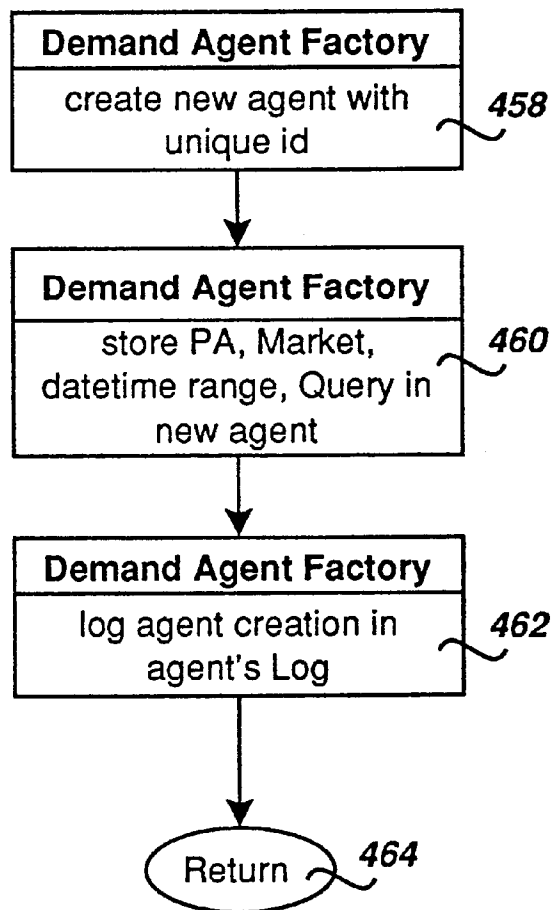 Demand Agent Factory
create new agent with
unique id
458
Demand Agent Factory
store PA, Market,
datetime range, Query in
new agent
460
Demand Agent Factory
log agent creation in
agent's Log
462
Return
464